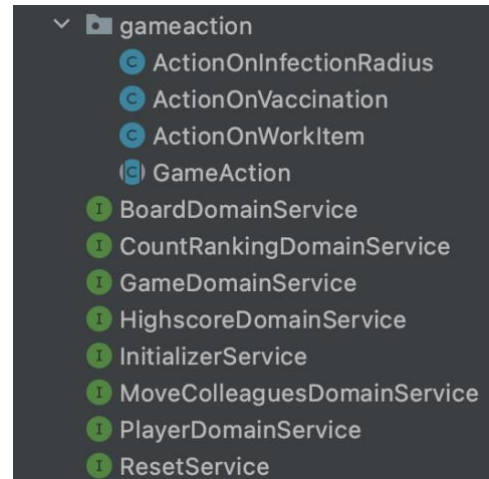 gameaction
C ActionOnInfectionRadius
C ActionOnVaccination
C ActionOnWorkItem
C GameAction
I BoardDomainService
I CountRankingDomainService
I GameDomainService
I HighscoreDomainService
I InitializerService
I MoveColleaguesDomainService
I PlayerDomainService
I ResetService